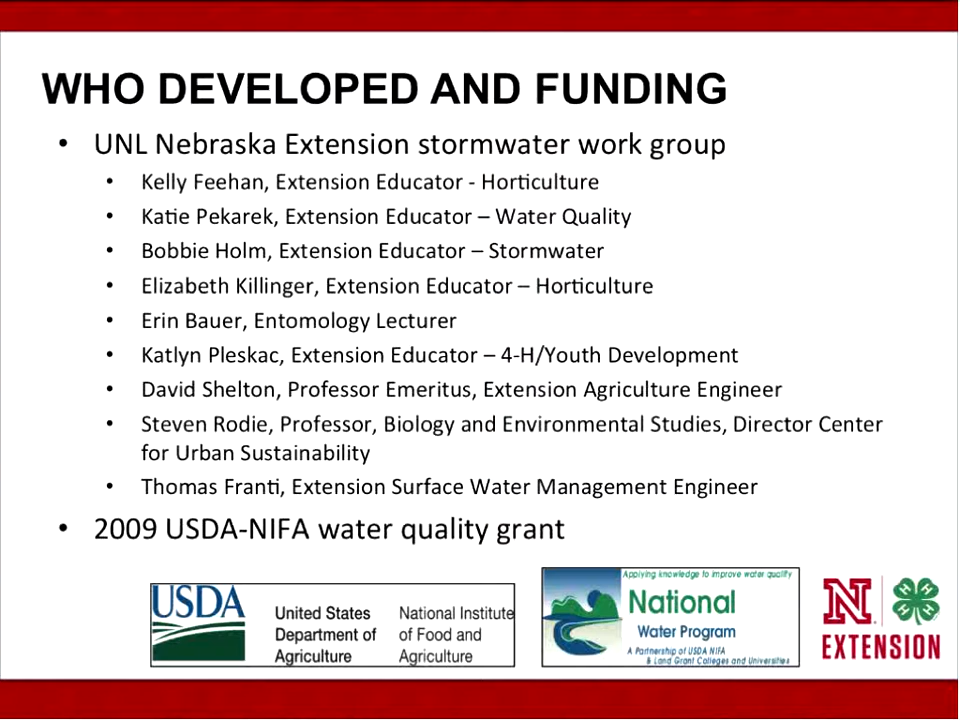 WHO DEVELOPED AND FUNDING
• UNL Nebraska Extension stormwater work group
• Kelly Feehan, Extension Educator - Horticulture
• Katie Pekarek, Extension Educator – Water Quality
• Bobbie Holm, Extension Educator – Stormwater
• Elizabeth Killinger, Extension Educator – Horticulture
• Erin Bauer, Entomology Lecturer
• Katlyn Pleskac, Extension Educator – 4-H/Youth Development
• David Shelton, Professor Emeritus, Extension Agriculture Engineer
• Steven Rodie, Professor, Biology and Environmental Studies, Director Center
for Urban Sustainability
• Thomas Franti, Extension Surface Water Management Engineer
• 2009 USDA-NIFA water quality grant
USDA
United States
Department of
Agriculture
National Institute
of Food and
Agriculture
Applying knowledge to improve water quality
National
Water Program
A Partnership of USDA NIFA
& Land Grant Colleges and Universities
N
H H H H
EXTENSION